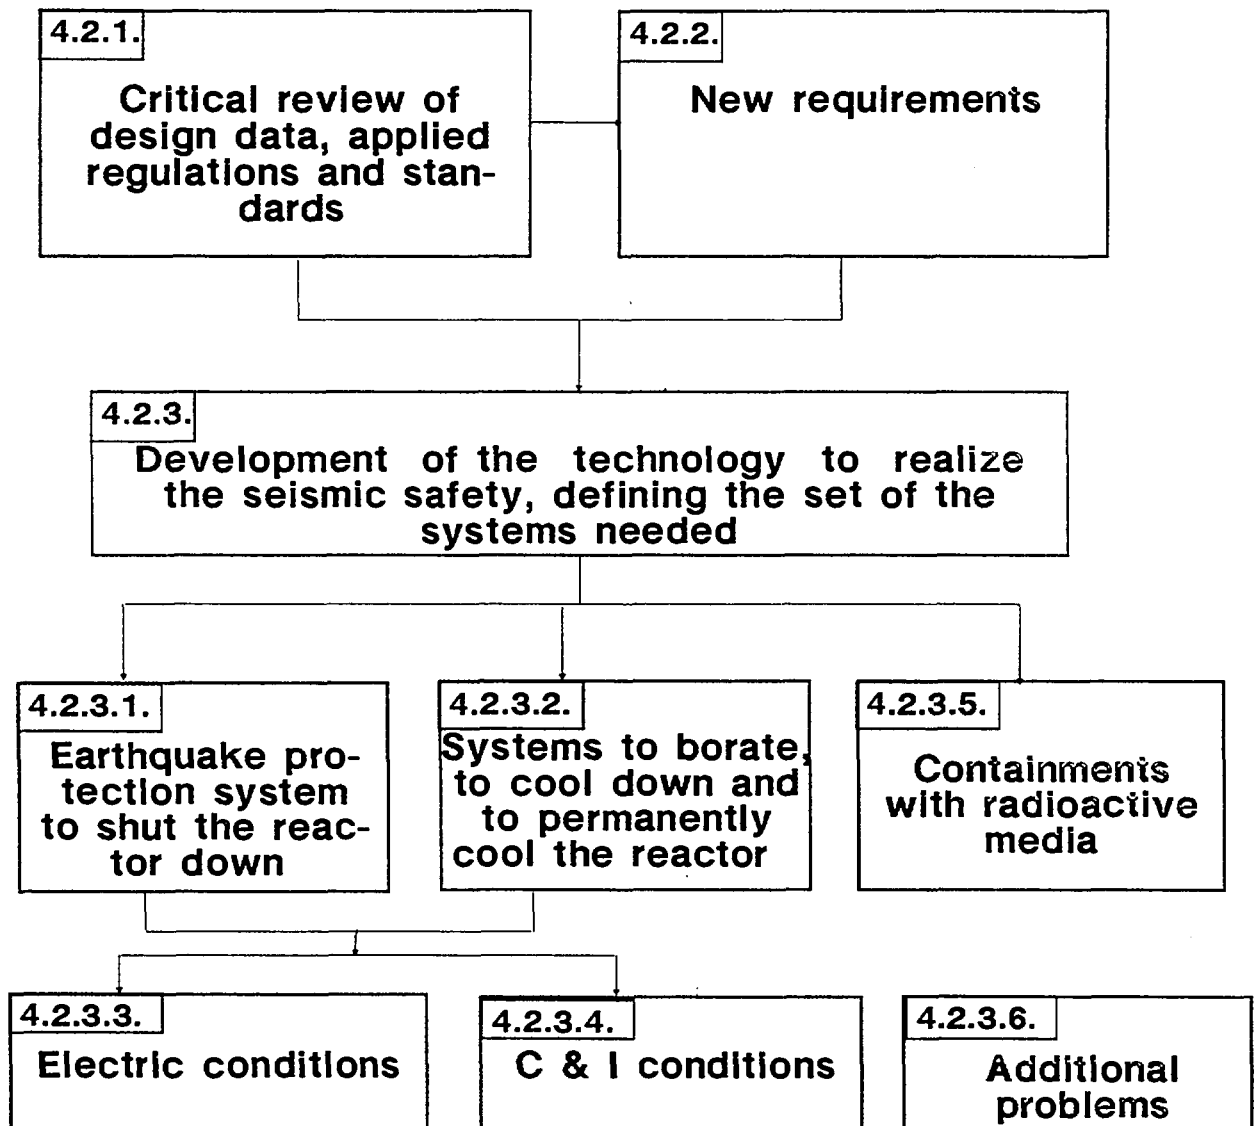 4.2.1.
Critical review of
design data, applied
regulations and stan-
dards
4.2.2.
New requirements
4.2.3.
Development of the technology to realize
the seismic safety, defining the set of the
systems needed
4.2.3.1.
Earthquake pro-
tection system
to shut the reac-
tor down
4.2.3.2.
Systems to borate,
to cool down and
to permanently
cool the reactor
4.2.3.5.
Containments
with radioactive
media
4.2.3.3.
Electric conditions
4.2.3.4.
C & I conditions
4.2.3.6.
Additional
problems